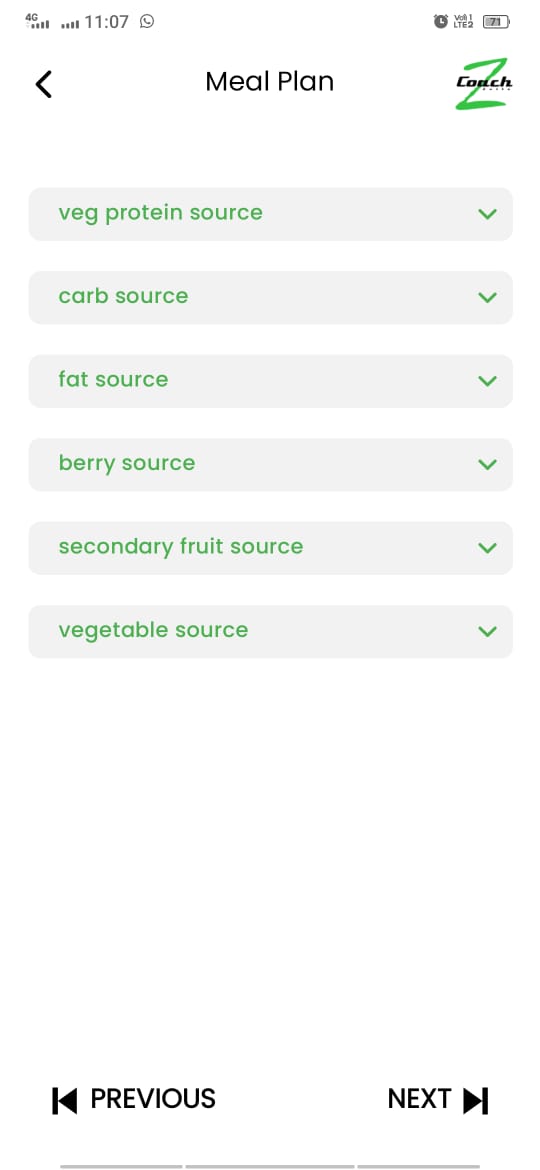 4G 11:07 Vo)) 1 LTE2 71
Meal Plan
Coach
Z
veg protein source
carb source
fat source
berry source
secondary fruit source
vegetable source
PREVIOUS NEXT